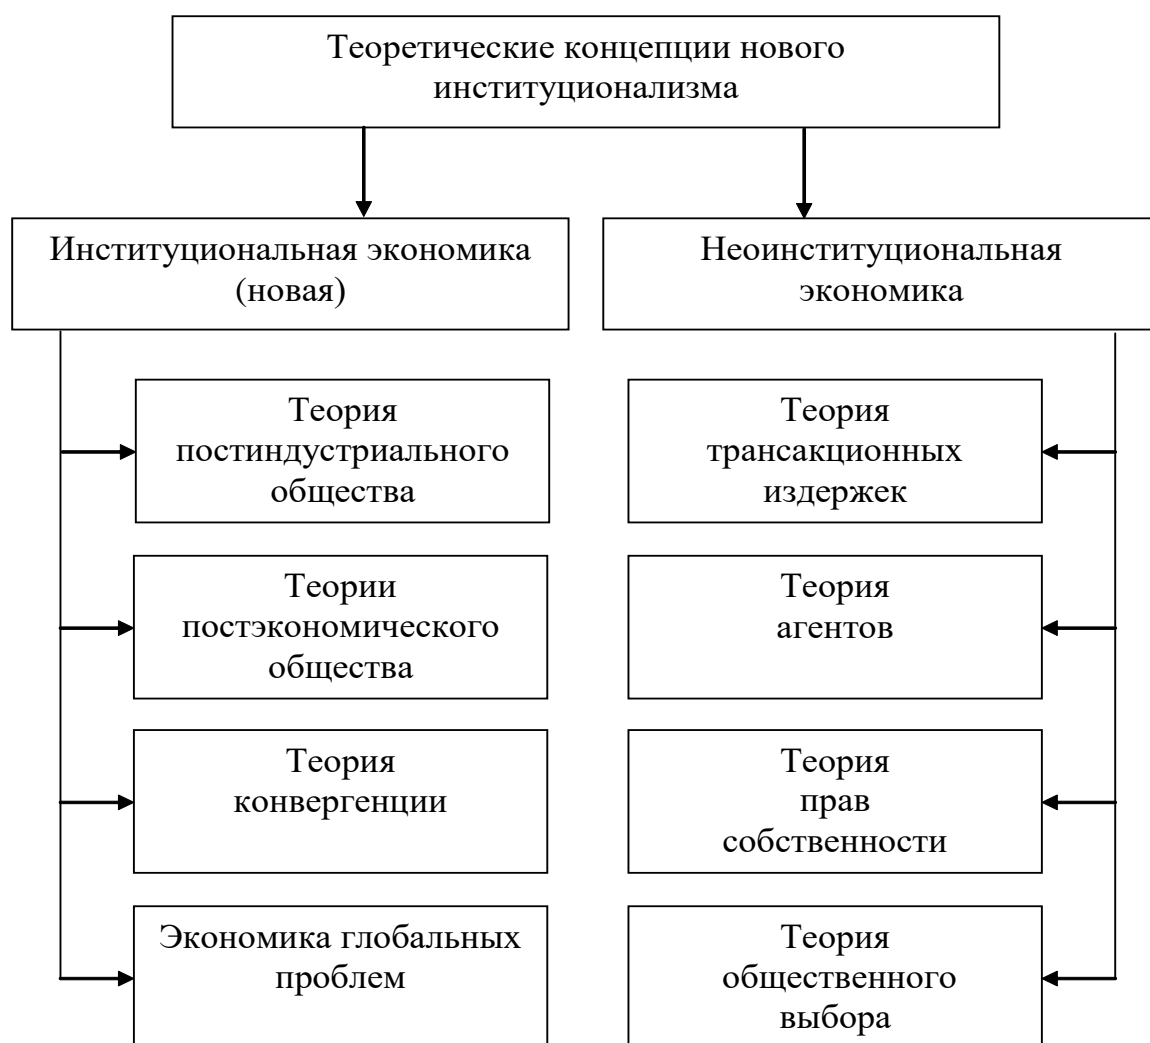 Теоретические концепции нового
институционализма
Институциональная экономика
(новая)
Неоинституциональная
экономика
Теория
постиндустриального
общества
Теория
трансакционных
издержек
Теории
постэкономического
общества
Теория
агентов
Теория
конвергенции
Теория
прав
собственности
Экономика глобальных
проблем
Теория
общественного
выбора